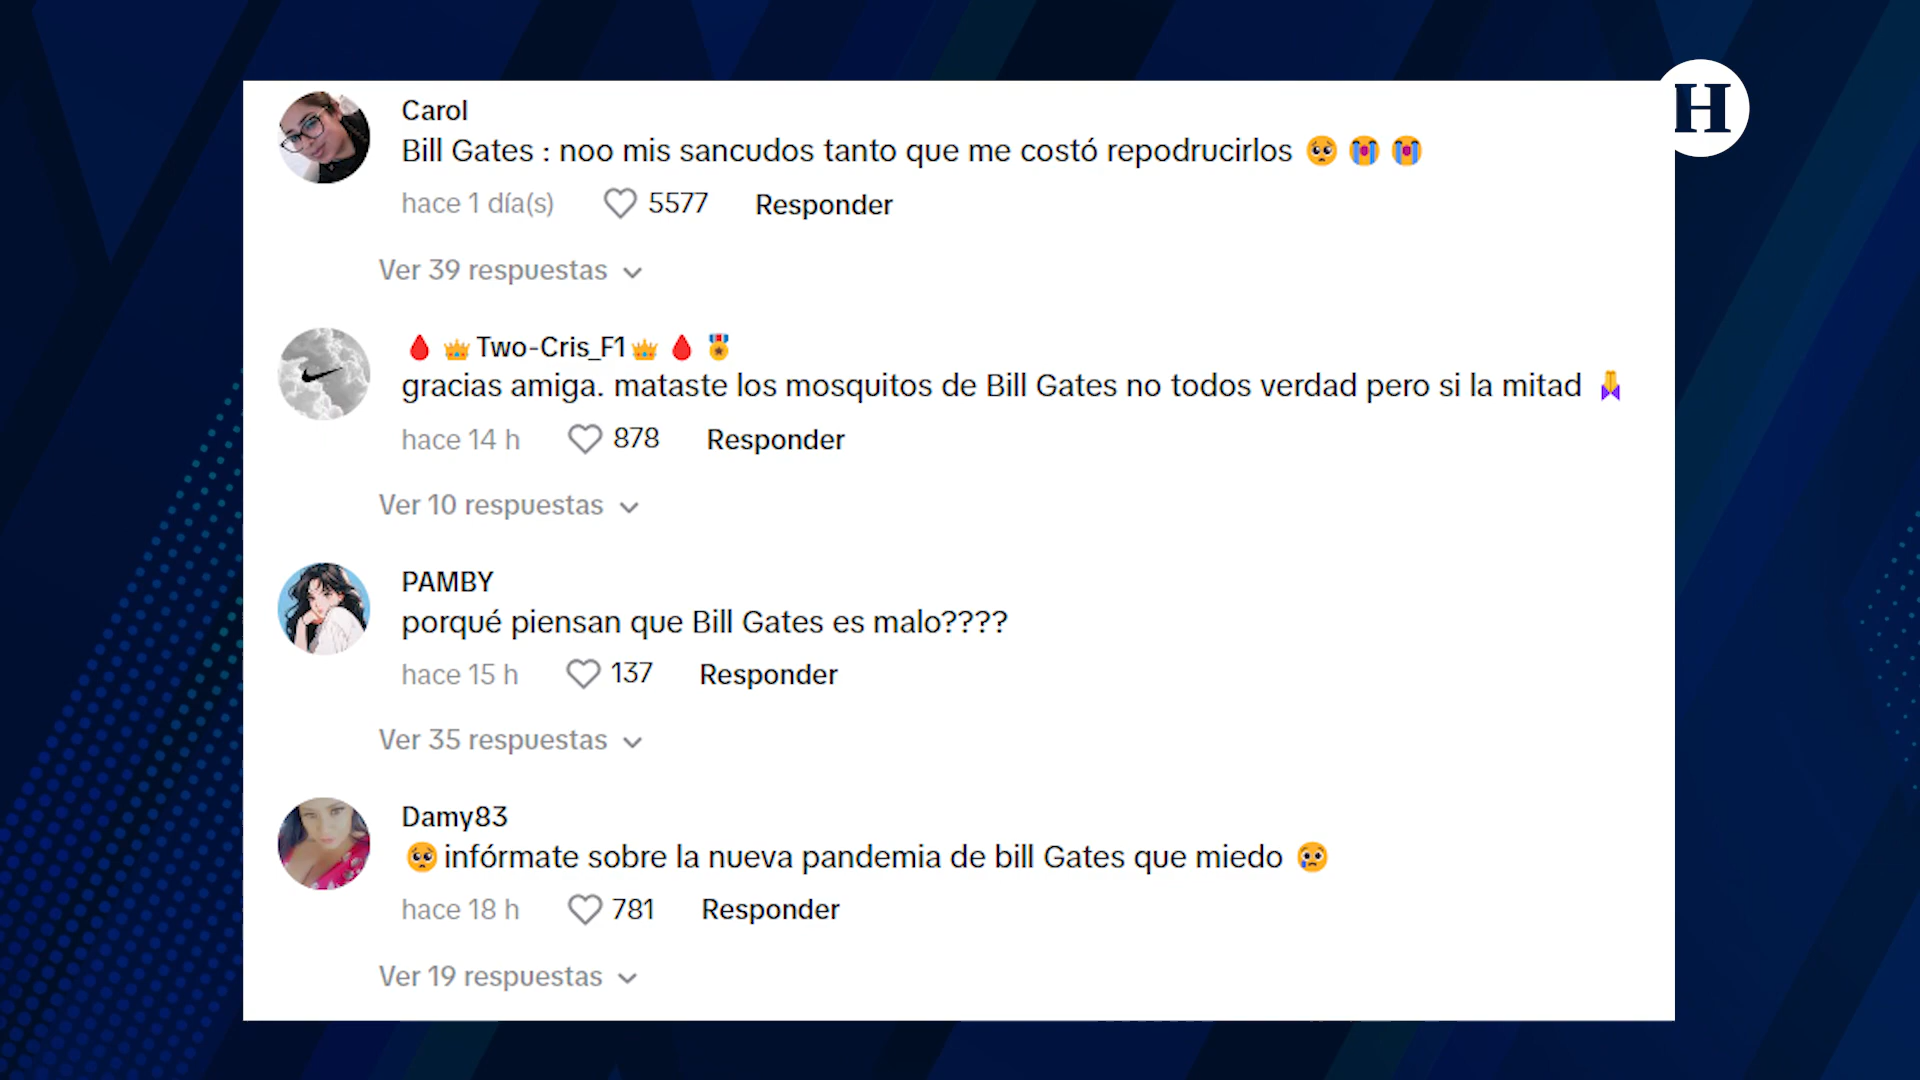 H
Carol
Bill Gates : noo mis sancudos tanto que me costó repodrucirlos 🥺 😭 😭
hace 1 día(s) 5577 Responder
Ver 39 respuestas
🩸 👑Two-Cris_F1👑 🩸 🎖
gracias amiga. mataste los mosquitos de Bill Gates no todos verdad pero si la mitad 🙏
hace 14 h 878 Responder
Ver 10 respuestas
PAMBY
porqué piensan que Bill Gates es malo????
hace 15 h 137 Responder
Ver 35 respuestas
Damy83
🥺infórmate sobre la nueva pandemia de bill Gates que miedo 😢
hace 18 h 781 Responder
Ver 19 respuestas